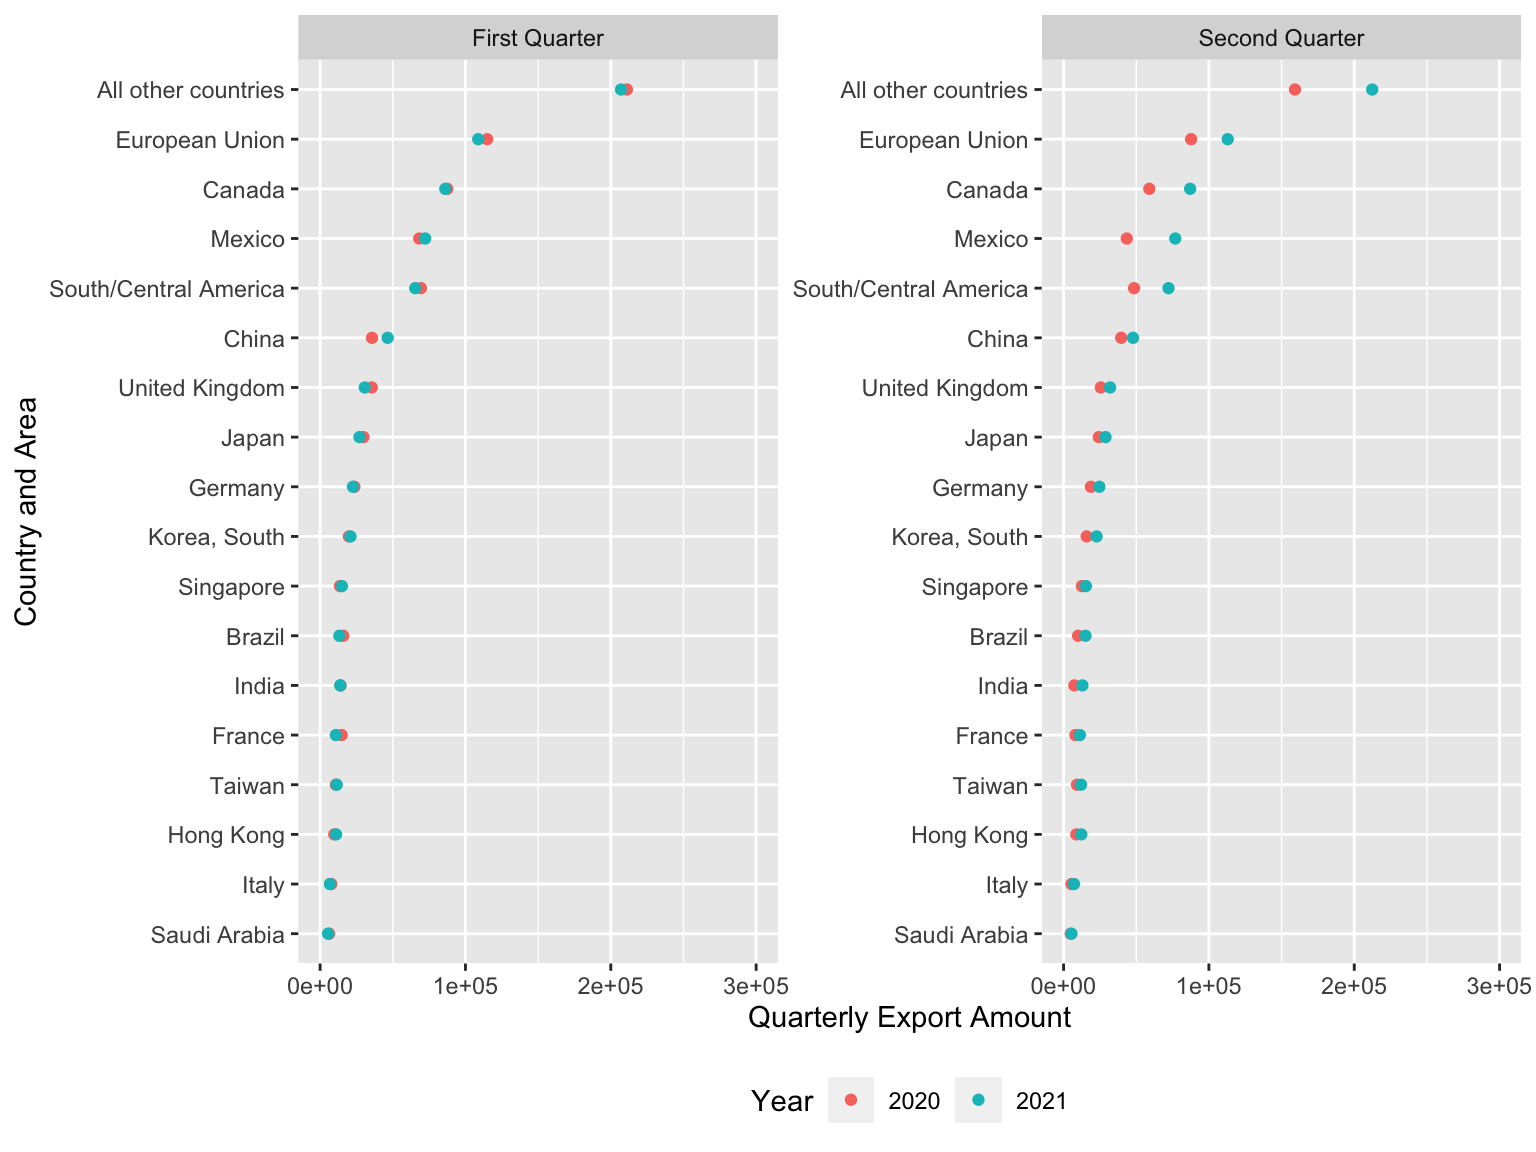 First Quarter
Second Quarter
All other countries
European Union
Canada
Mexico
South/Central America
China
United Kingdom
Japan
Germany
Korea, South
Singapore
Brazil
India
France
Taiwan
Hong Kong
Italy
Saudi Arabia
All other countries
European Union
Canada
Mexico
South/Central America
China
United Kingdom
Japan
Germany
Korea, South
Singapore
Brazil
India
France
Taiwan
Hong Kong
Italy
Saudi Arabia
Country and Area
0e+00 1e+05 2e+05 3e+05
0e+00 1e+05 2e+05 3e+05
Quarterly Export Amount
Year 2020 2021